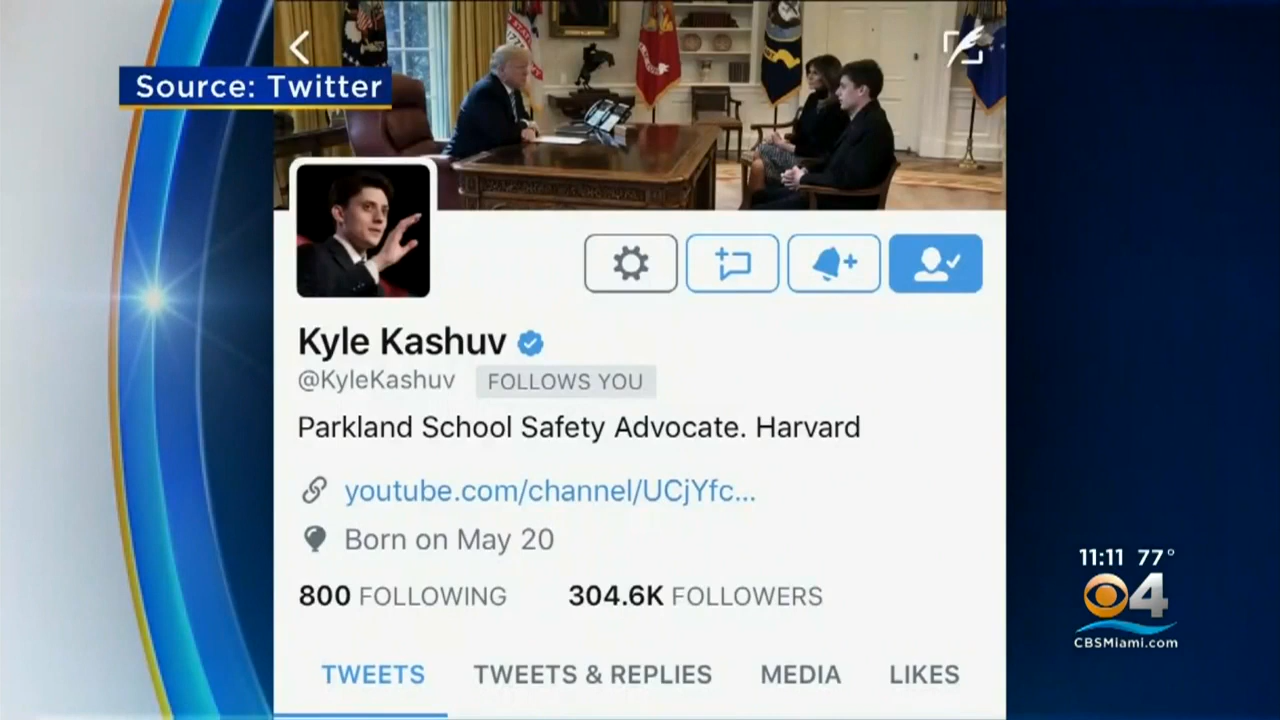 Source: Twitter
Kyle Kashuv
@KyleKashuv FOLLOWS YOU
Parkland School Safety Advocate. Harvard
youtube.com/channel/UCjYfc...
Born on May 20
800 FOLLOWING 304.6K FOLLOWERS
TWEETS TWEETS & REPLIES MEDIA LIKES
11:11 77°
4
CBSMiami.com